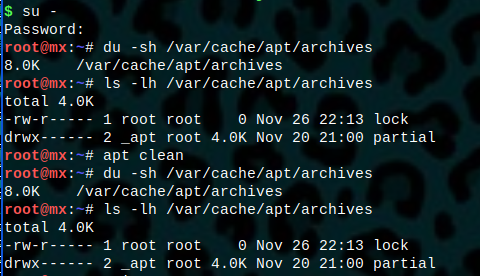 $ su -
Password:
root@mx:~# du -sh /var/cache/apt/archives
8.0K    /var/cache/apt/archives
root@mx:~# ls -lh /var/cache/apt/archives
total 4.0K
-rw-r----- 1 root root    0 Nov 26 22:13 lock
drwx------ 2 _apt root 4.0K Nov 20 21:00 partial
root@mx:~# apt clean
root@mx:~# du -sh /var/cache/apt/archives
8.0K    /var/cache/apt/archives
root@mx:~# ls -lh /var/cache/apt/archives
total 4.0K
-rw-r----- 1 root root    0 Nov 26 22:13 lock
drwx------ 2 _apt root 4.0K Nov 20 21:00 partial